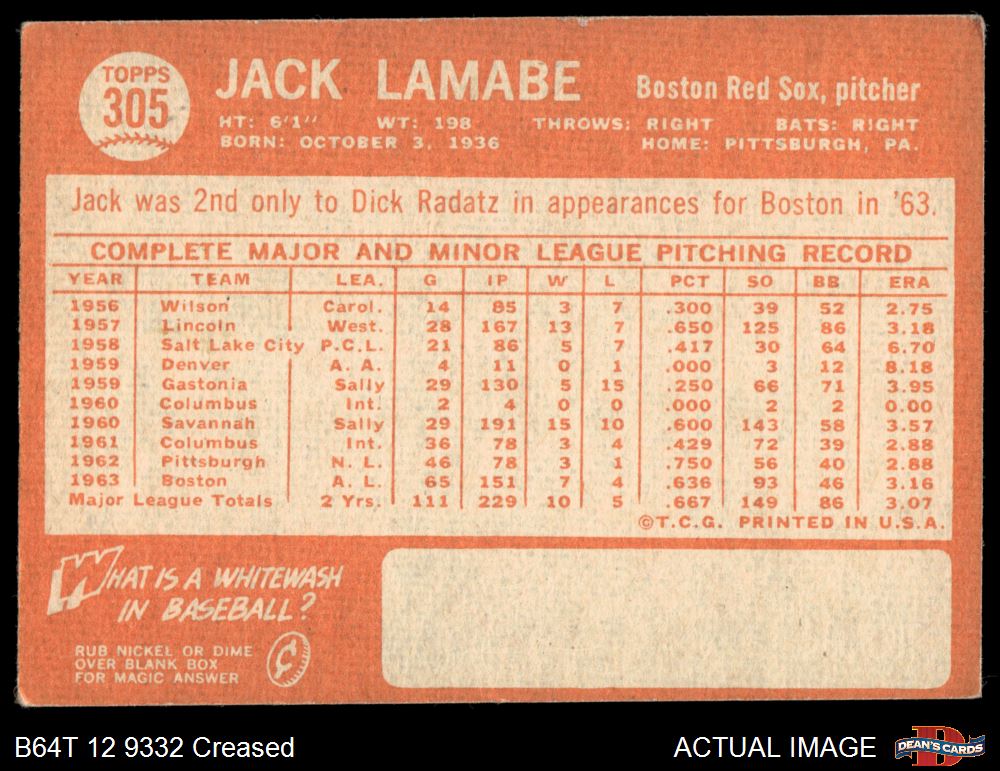 TOPPS
305
JACK LAMABE
Boston Red Sox, pitcher
HT: 6'1" WT: 198 THROWS: RIGHT BATS: RIGHT
BORN: OCTOBER 3, 1936 HOME: PITTSBURGH, PA.
Jack was 2nd only to Dick Radatz in appearances for Boston in '63.
COMPLETE MAJOR AND MINOR LEAGUE PITCHING RECORD
YEAR TEAM LEA. G IP W L PCT SO BB ERA
1956 Wilson Carol. 14 85 3 7 .300 39 52 2.75
1957 Lincoln West. 28 167 13 7 .650 125 86 3.18
1958 Salt Lake City P.C.L. 21 86 5 7 .417 30 64 6.70
1959 Denver A. A. 4 11 0 1 .000 3 12 8.18
1959 Gastonia Sally 29 130 5 15 .250 66 71 3.95
1960 Columbus Int. 2 4 0 0 .000 2 2 0.00
1960 Savannah Sally 29 191 15 10 .600 143 58 3.57
1961 Columbus Int. 36 78 3 4 .429 72 39 2.88
1962 Pittsburgh N. L. 46 78 3 1 .750 56 40 2.88
1963 Boston A. L. 65 151 7 4 .636 93 46 3.16
Major League Totals 2 Yrs. 111 229 10 5 .667 149 86 3.07
©T.C.G. PRINTED IN U.S.A.
WHAT IS A WHITEWASH
IN BASEBALL?
RUB NICKEL OR DIME
OVER BLANK BOX
FOR MAGIC ANSWER
¢
B64T 12 9332 Creased
ACTUAL IMAGE
D
DEAN'S CARDS